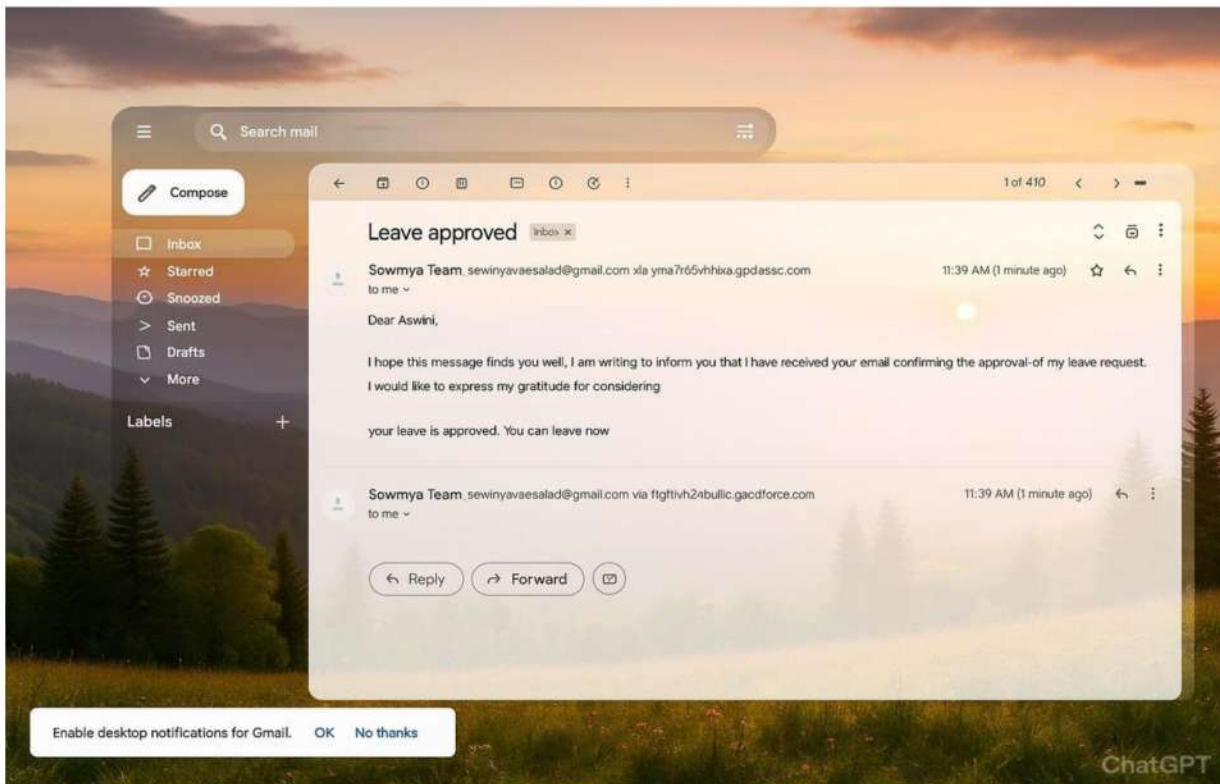 Search mail
Compose
1 of 410
Inbox
Starred
Snoozed
Sent
Drafts
More
Labels
Leave approved
Inbox x
Sowmya Team sewinyavaesalad@gmail.com xla yma7r65vhhixa.gpdassc.com 11:39 AM (1 minute ago)
to me
Dear Aswini,
I hope this message finds you well, I am writing to inform you that I have received your email confirming the approval-of my leave request.
I would like to express my gratitude for considering
your leave is approved. You can leave now
Sowmya Team sewinyavaesalad@gmail.com via ftgftivh24bullic.gacdforce.com 11:39 AM (1 minute ago)
to me
Reply Forward
Enable desktop notifications for Gmail. OK No thanks
ChatGPT